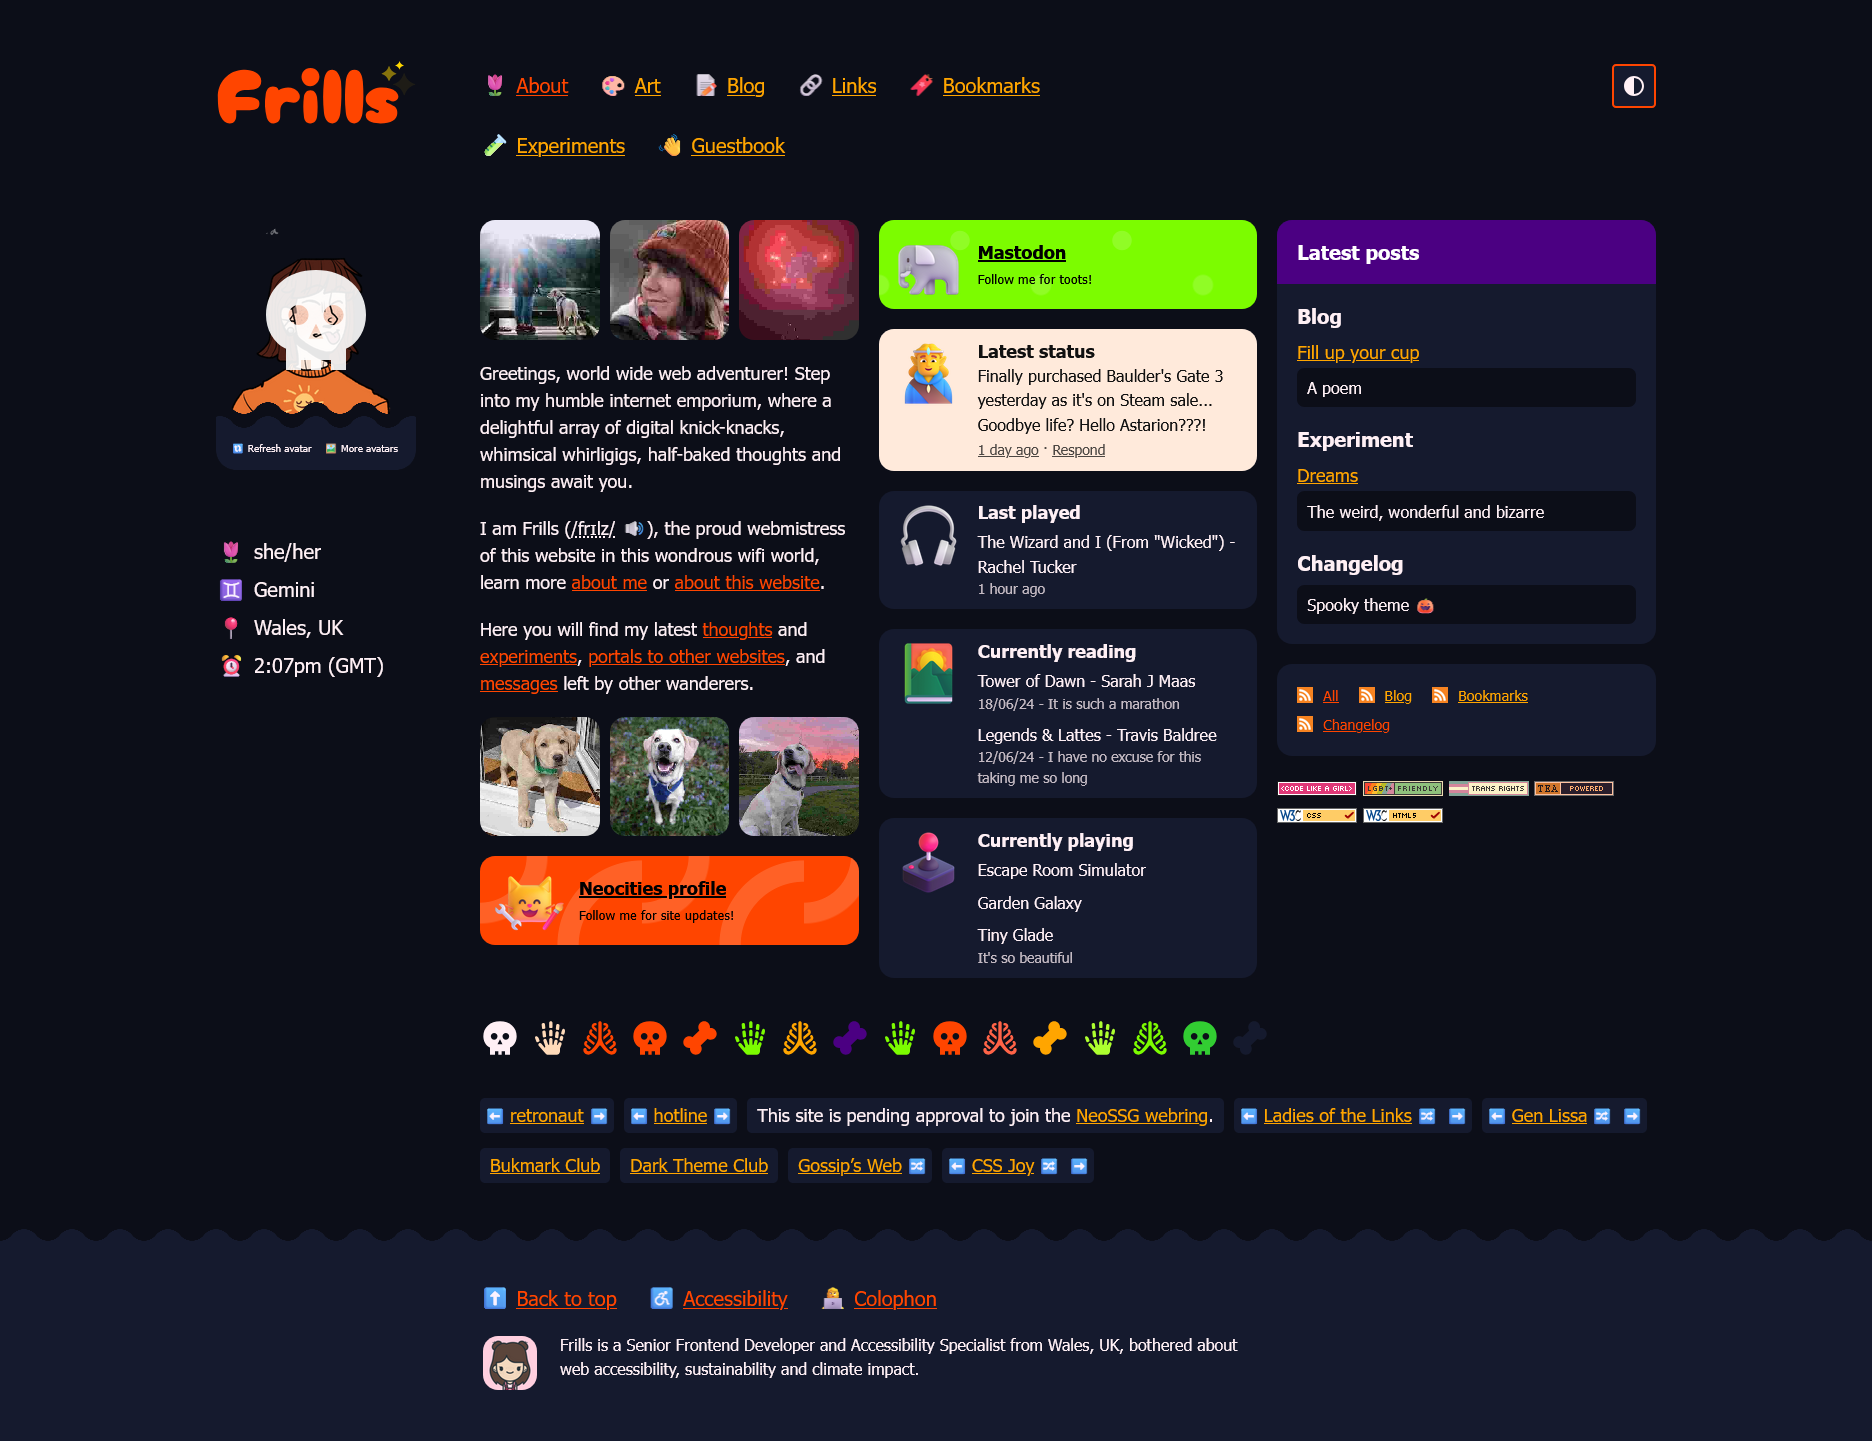 Frills
About
Art
Blog
Links
Bookmarks
Experiments
Guestbook
Refresh avatar
More avatars
she/her
Gemini
Wales, UK
2:07pm (GMT)
Greetings, world wide web adventurer! Step
into my humble internet emporium, where a
delightful array of digital knick-knacks,
whimsical whirligigs, half-baked thoughts and
musings await you.
I am Frills (/frɪlz/ 🔊), the proud webmistress
of this website in this wondrous wifi world,
learn more about me or about this website.
Here you will find my latest thoughts and
experiments, portals to other websites, and
messages left by other wanderers.
Neocities profile
Follow me for site updates!
Mastodon
Follow me for toots!
Latest status
Finally purchased Baulder's Gate 3
yesterday as it's on Steam sale...
Goodbye life? Hello Astarion???!
1 day ago · Respond
Last played
The Wizard and I (From "Wicked") -
Rachel Tucker
1 hour ago
Currently reading
Tower of Dawn - Sarah J Maas
18/06/24 - It is such a marathon
Legends & Lattes - Travis Baldree
12/06/24 - I have no excuse for this
taking me so long
Currently playing
Escape Room Simulator
Garden Galaxy
Tiny Glade
It's so beautiful
Latest posts
Blog
Fill up your cup
A poem
Experiment
Dreams
The weird, wonderful and bizarre
Changelog
Spooky theme 🎃
All
Blog
Bookmarks
Changelog
<CODE LIKE A GIRL>
LGBT+ FRIENDLY
TRANS RIGHTS
TEA POWERED
W3C CSS
W3C HTML5
retronaut
hotline
This site is pending approval to join the NeoSSG webring.
Ladies of the Links
Gen Lissa
Bukmark Club
Dark Theme Club
Gossip’s Web
CSS Joy
Back to top
Accessibility
Colophon
Frills is a Senior Frontend Developer and Accessibility Specialist from Wales, UK, bothered about
web accessibility, sustainability and climate impact.